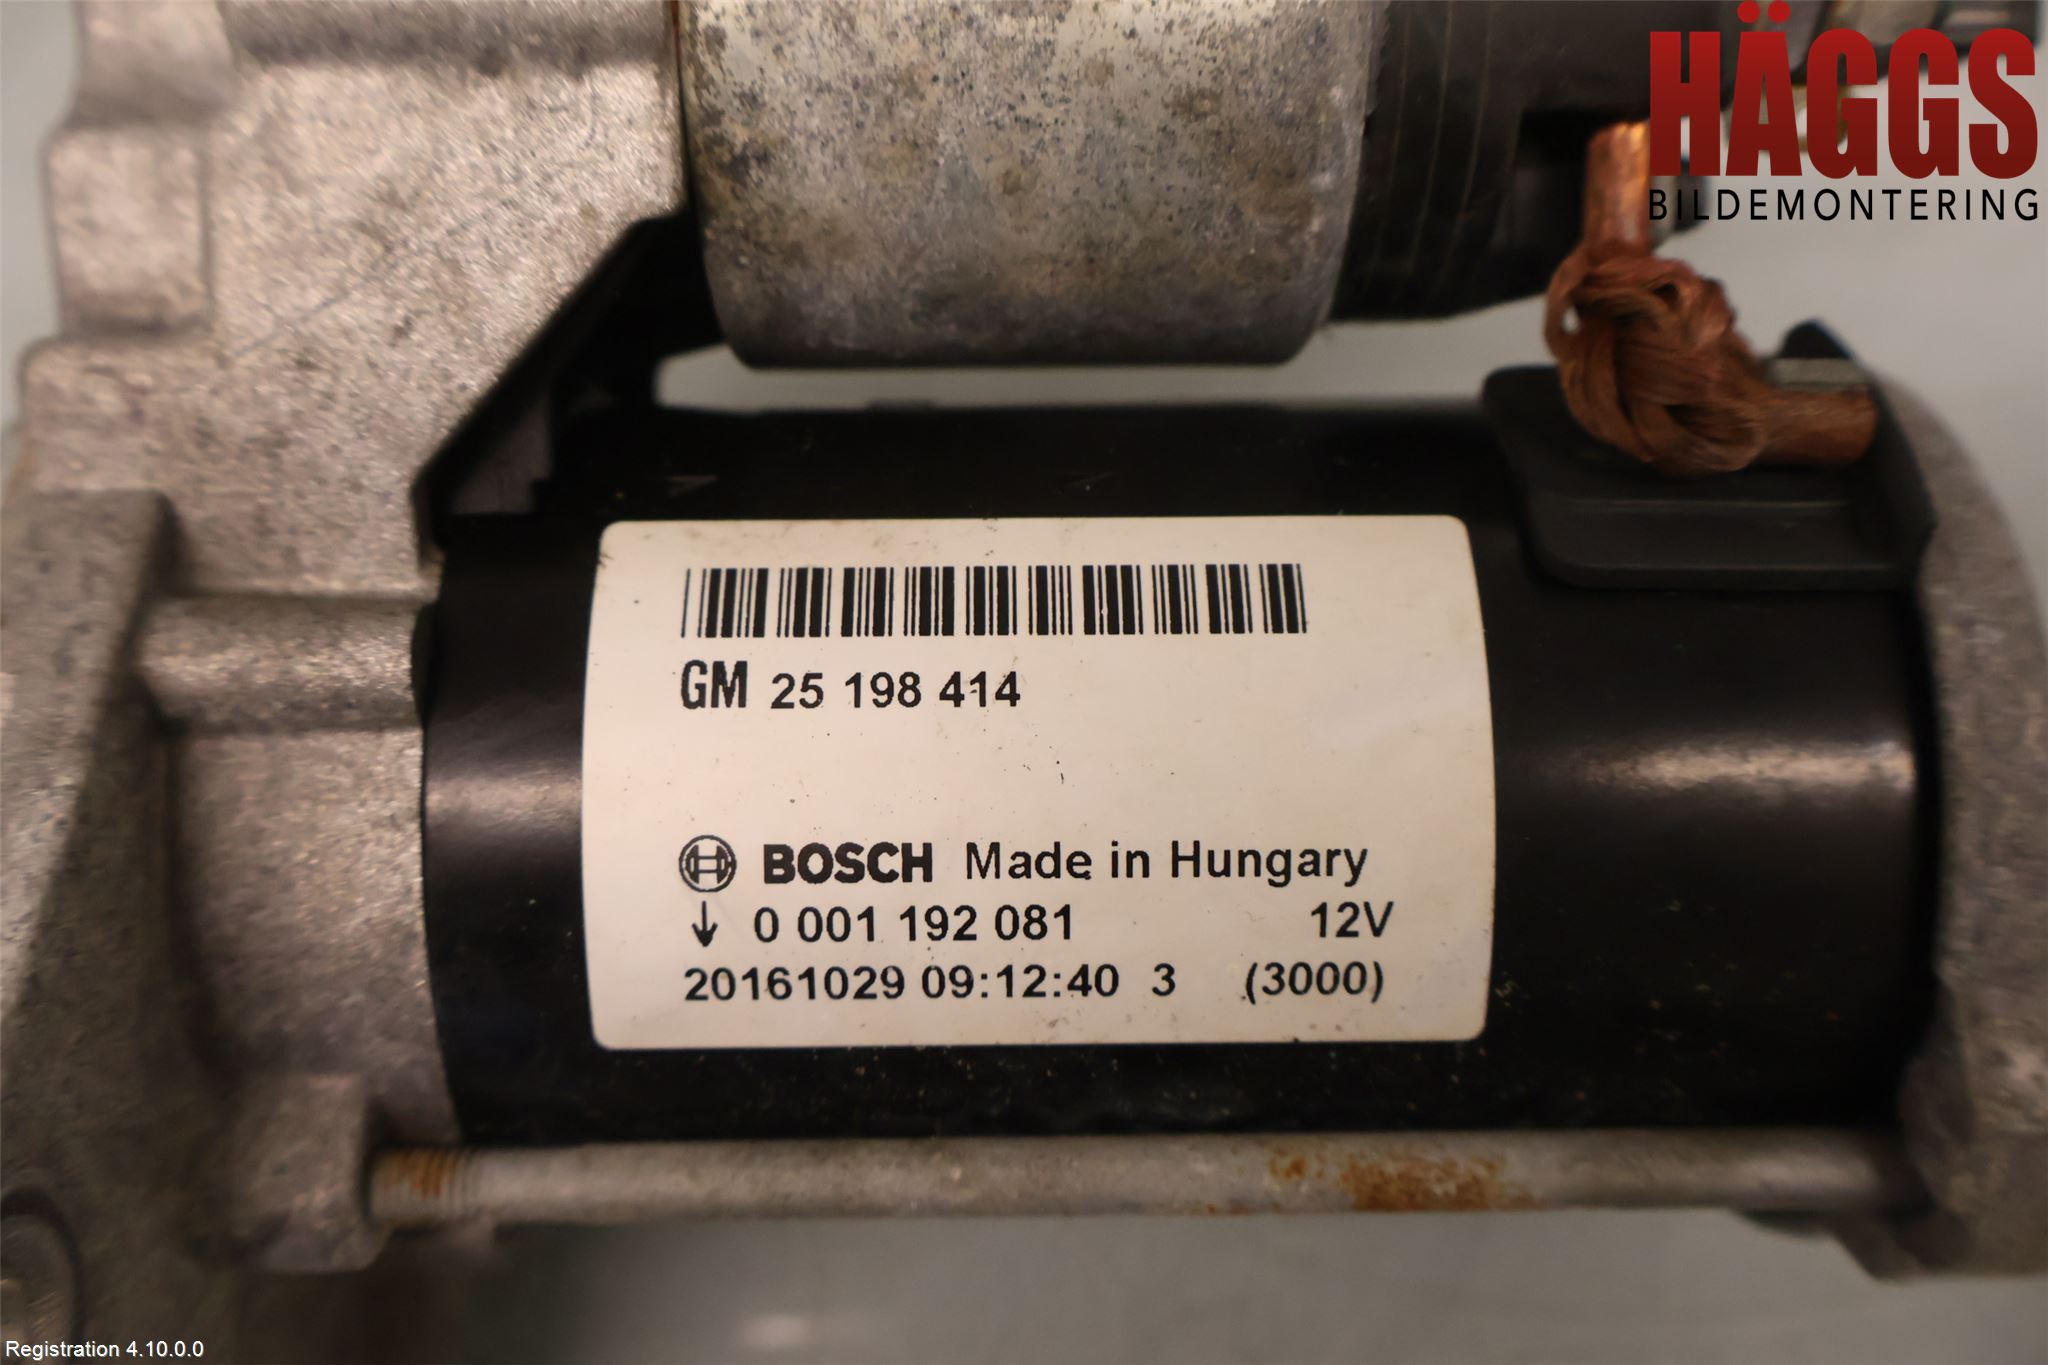 HÄGGS
BILDEMONTERING
GM 25 198 414
BOSCH Made in Hungary
↓ 0 001 192 081 12V
20161029 09:12:40 3 (3000)
Registration 4.10.0.0